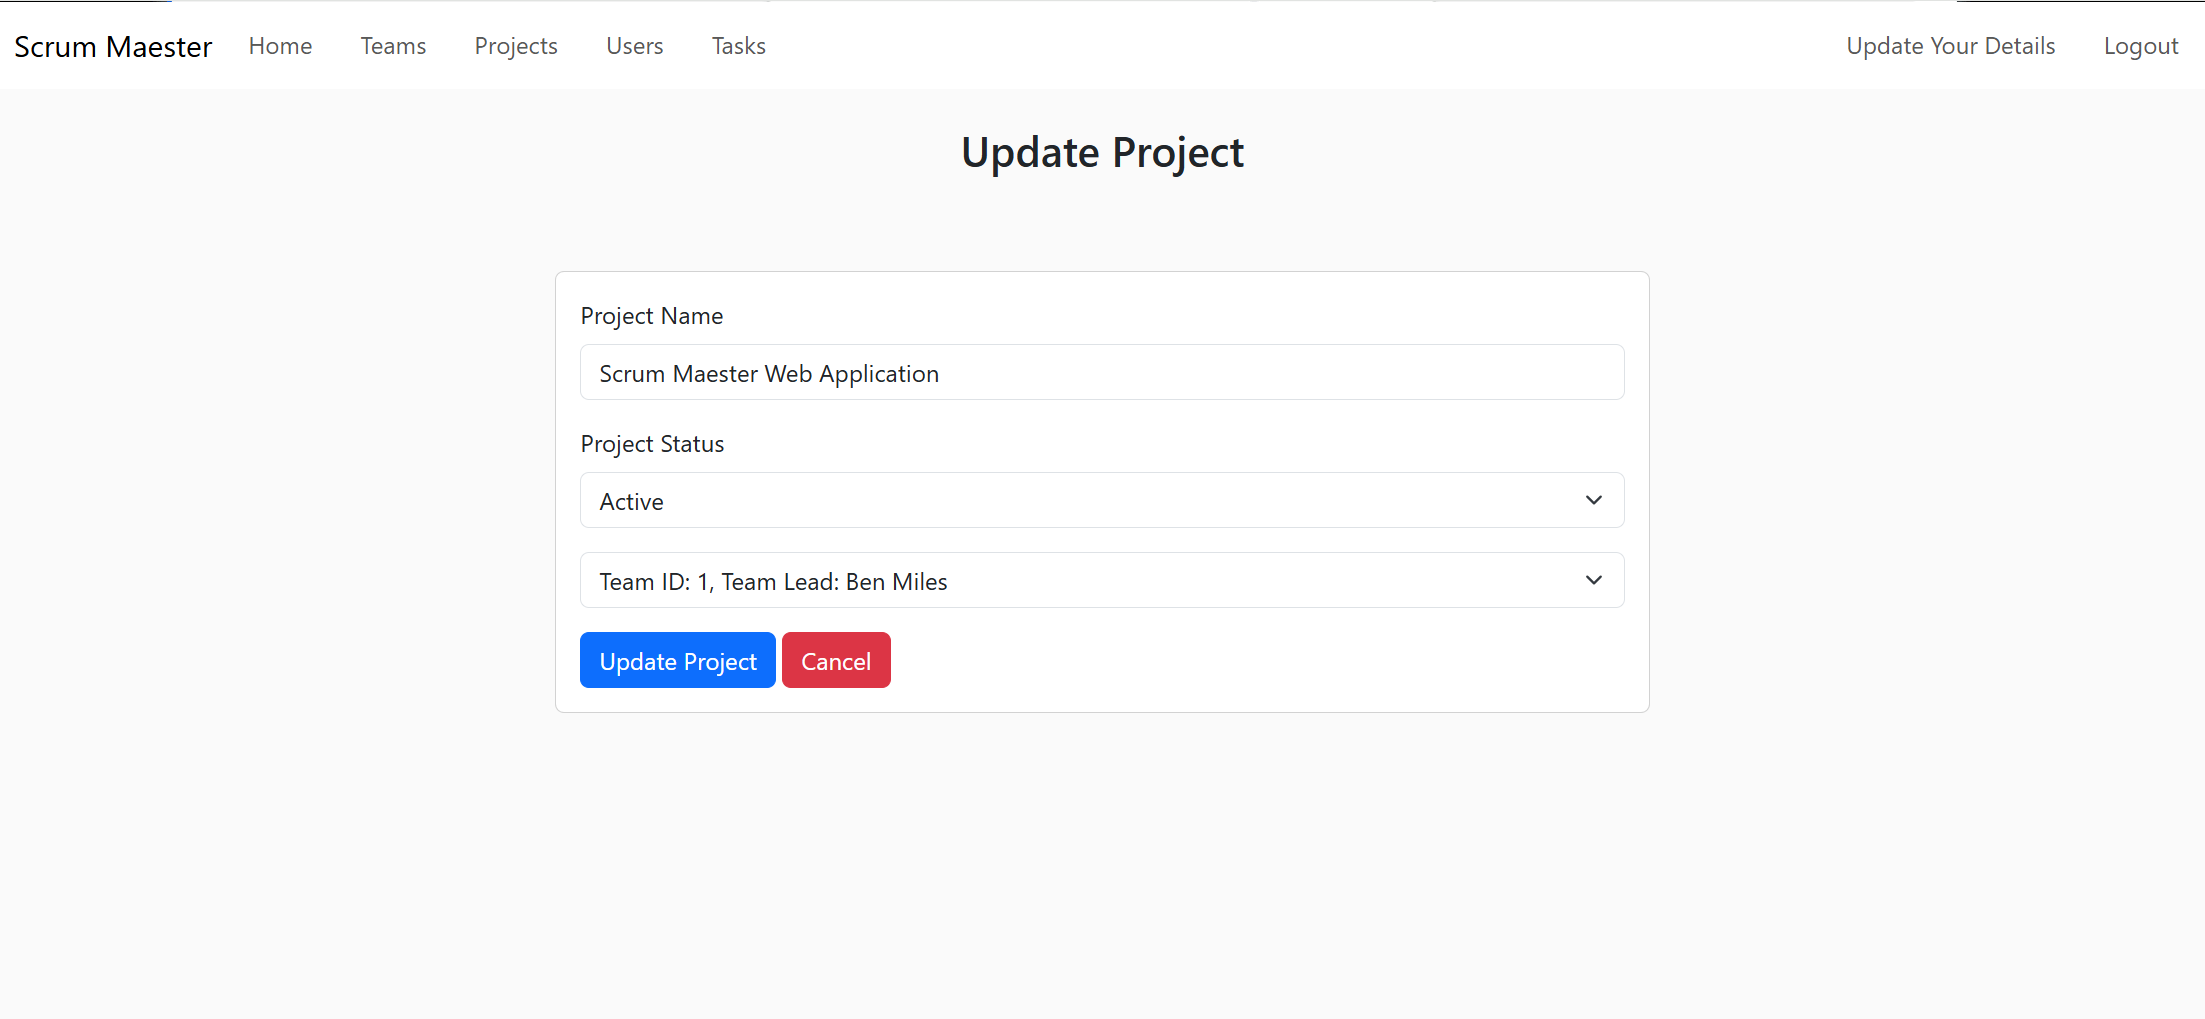 Scrum Maester Home Teams Projects Users Tasks Update Your Details Logout
Update Project
Project Name
Scrum Maester Web Application
Project Status
Active
Team ID: 1, Team Lead: Ben Miles
Update Project Cancel